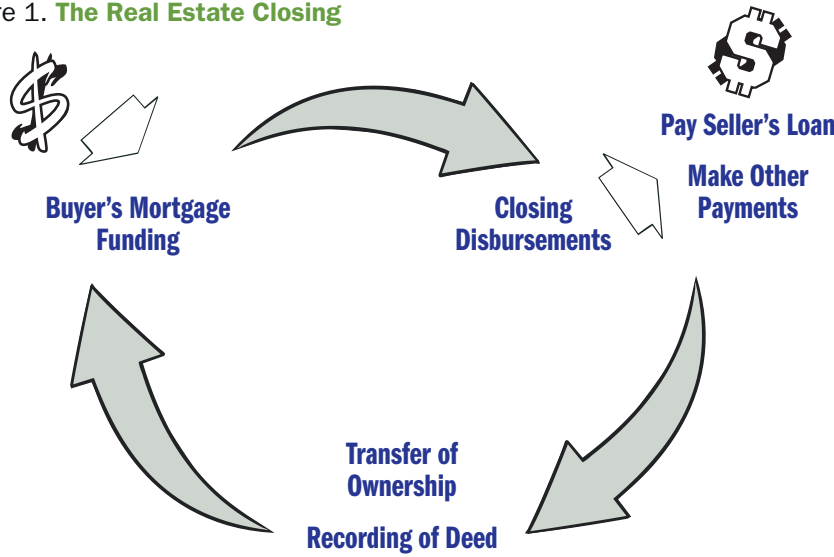 re 1. The Real Estate Closing
Pay Seller's Loan
Make Other
Payments
Buyer's Mortgage
Funding
Closing
Disbursements
Transfer of
Ownership
Recording of Deed